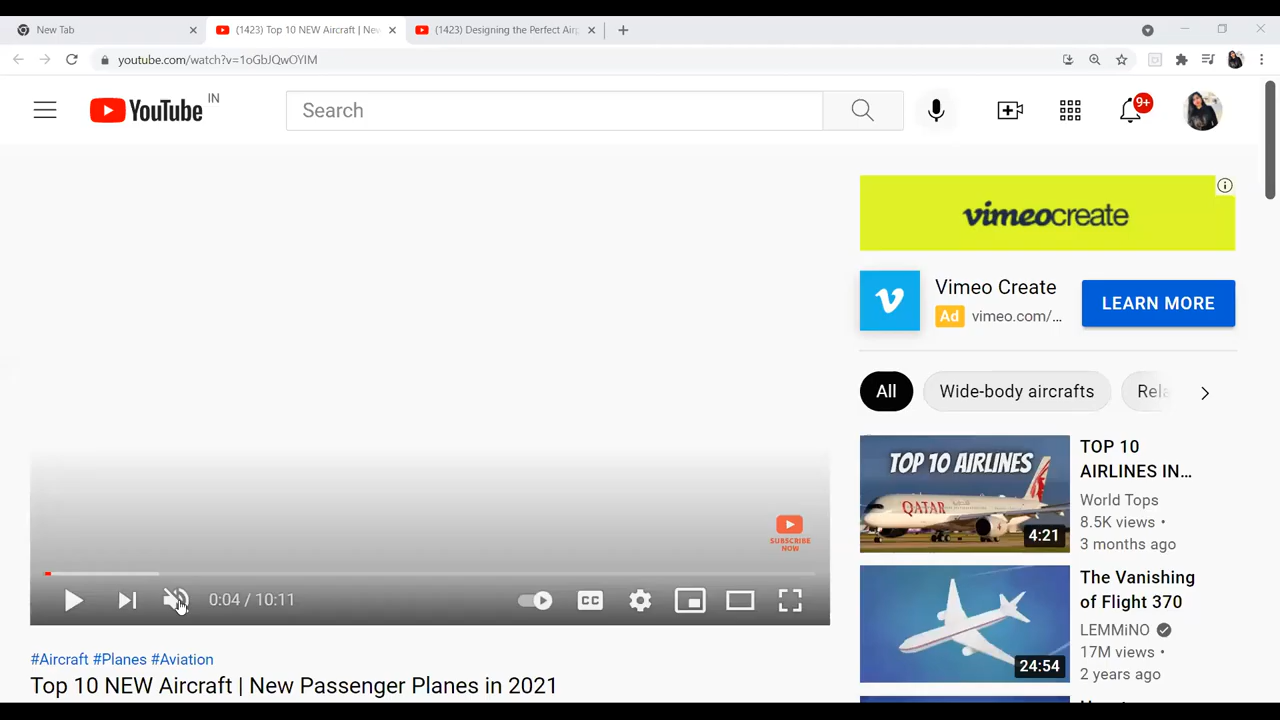 New Tab
(1423) Top 10 NEW Aircraft | Nev
(1423) Designing the Perfect Air
youtube.com/watch?v=1oGbJQwOYIM
YouTube IN
Search
9+
vimeocreate
Vimeo Create
Ad vimeo.com/...
LEARN MORE
All
Wide-body aircrafts
Rela
TOP 10 AIRLINES
QATAR
4:21
TOP 10
AIRLINES IN...
World Tops
8.5K views •
3 months ago
SUBSCRIBE
NOW
0:04 / 10:11
CC
24:54
The Vanishing
of Flight 370
LEMMiNO
17M views •
2 years ago
#Aircraft #Planes #Aviation
Top 10 NEW Aircraft | New Passenger Planes in 2021